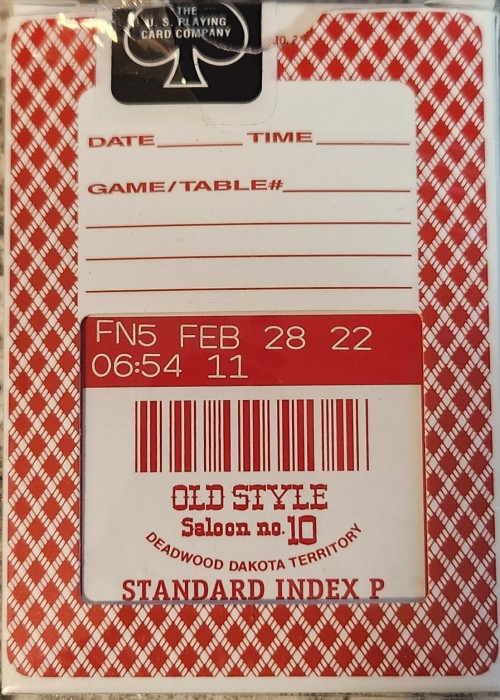 THE
U. S. PLAYING
CARD COMPANY
DATE TIME
GAME/TABLE#
FN5 FEB 28 22
06:54 11
OLD STYLE
Saloon no. 10
DEADWOOD DAKOTA TERRITORY
STANDARD INDEX P